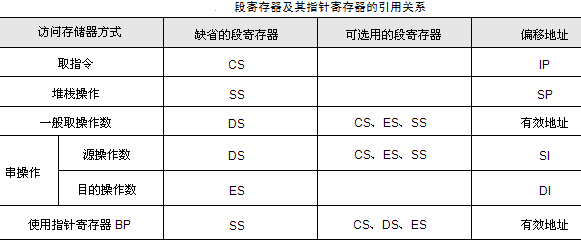 段寄存器及其指针寄存器的引用关系
访问存储器方式 缺省的段寄存器 可选用的段寄存器 偏移地址
取指令 CS IP
堆栈操作 SS SP
一般取操作数 DS CS、ES、SS 有效地址
串操作 源操作数 DS CS、ES、SS SI
目的操作数 ES DI
使用指针寄存器 BP SS CS、DS、ES 有效地址